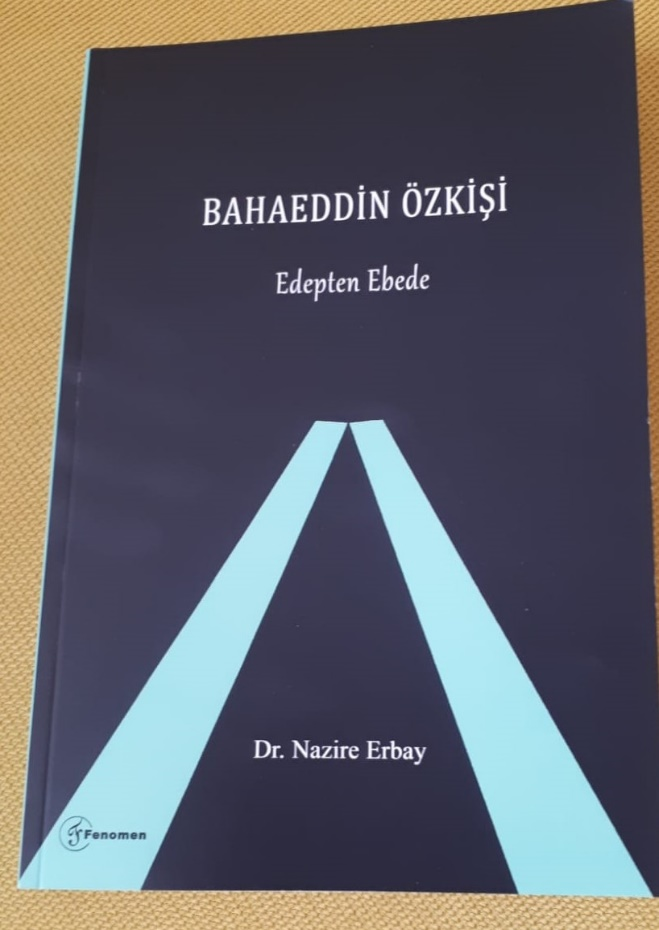 BAHAEDDİN ÖZKİŞİ
Edepten Ebede
Dr. Nazire Erbay
Fenomen